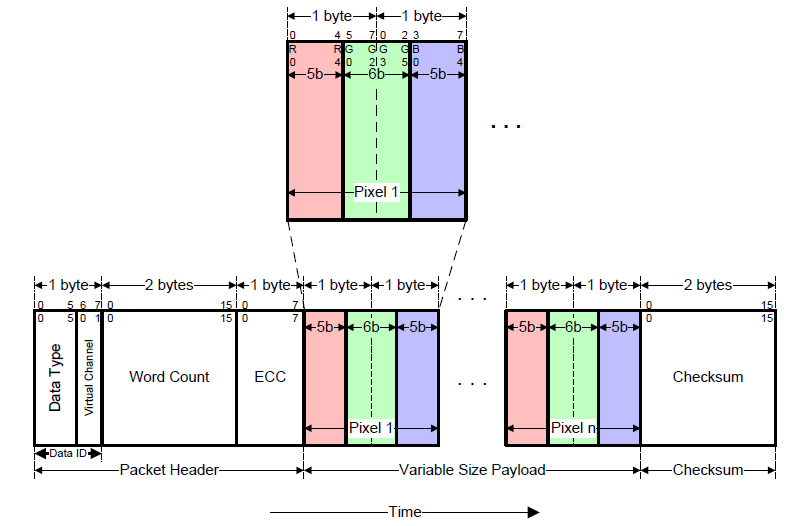 1 byte 1 byte
0 4 5 7 0 2 3 7
R R G G G G B B
0 4 0 2 3 5 0 4
5b 6b 5b
. . .
Pixel 1
1 byte 2 bytes 1 byte 1 byte 1 byte . . . 1 byte 1 byte 2 bytes
0 5 6 7 0 15 0 7 0 15
0 5 0 1 0 15 0 7 0 15
5b 6b 5b 5b 6b 5b
Data Type Virtual Channel Word Count ECC . . . Checksum
Pixel 1 Pixel n
Data ID
Packet Header Variable Size Payload Checksum
Time